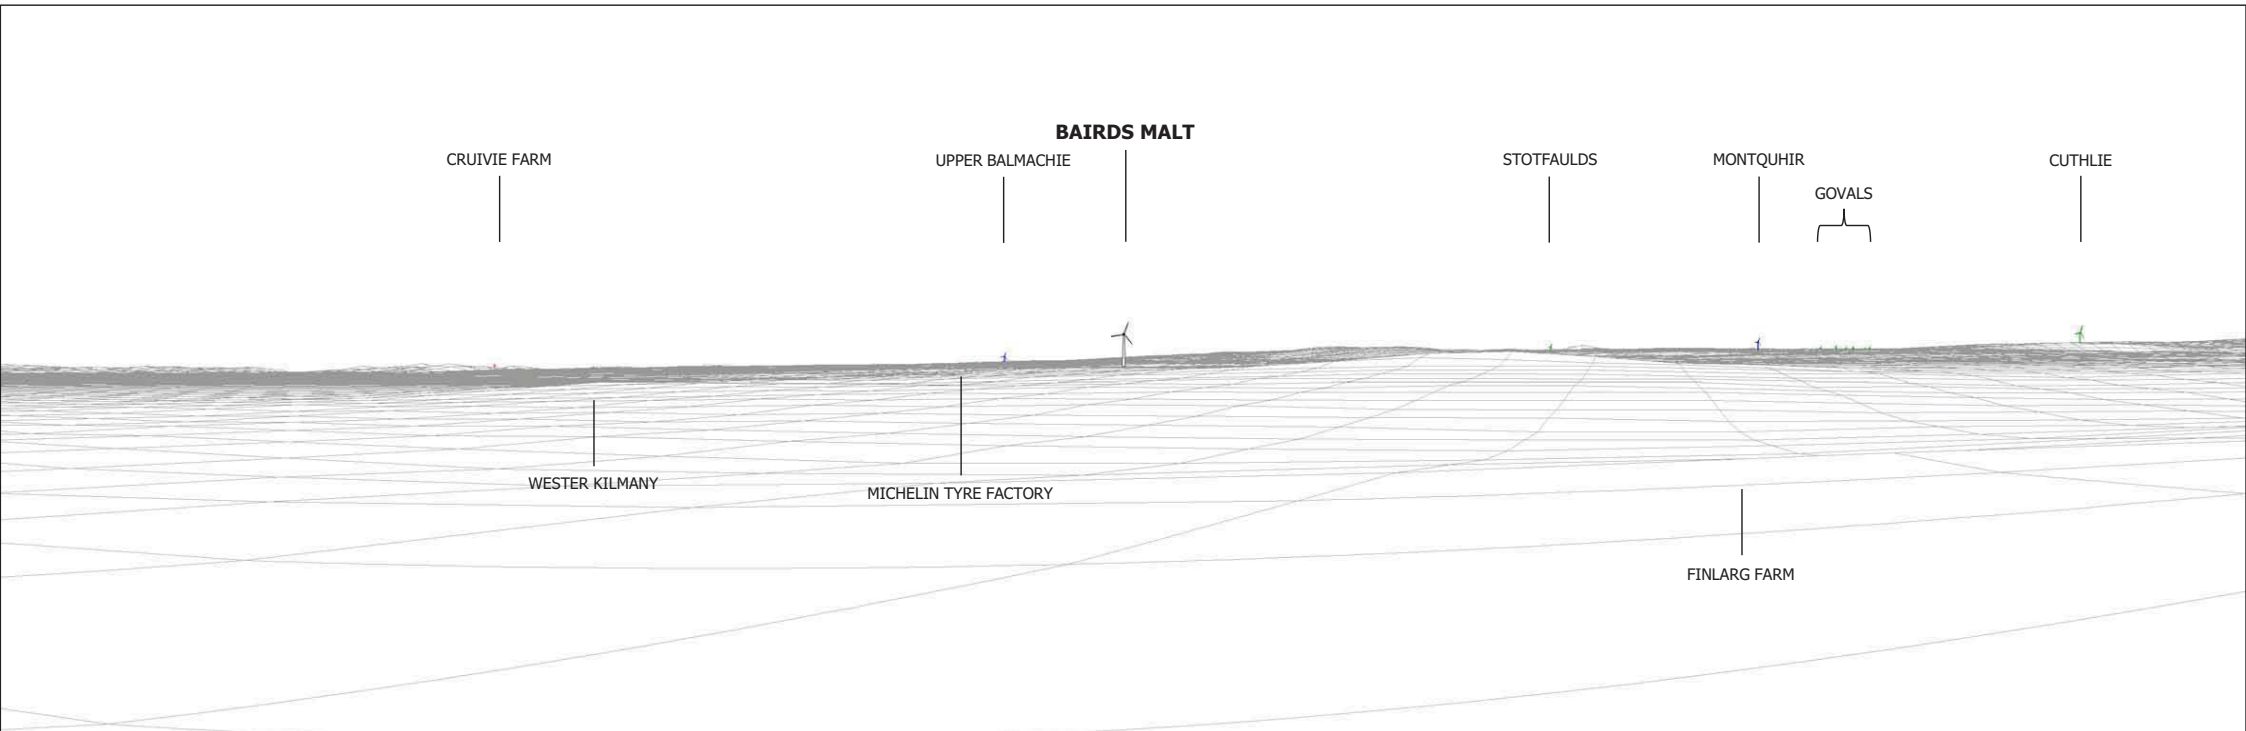 BAIRDS MALT
CRUIVIE FARM
UPPER BALMACHIE
STOTFAULDS
MONTQUHIR
CUTHLIE
GOVALS
WESTER KILMANY
MICHELIN TYRE FACTORY
FINLARG FARM